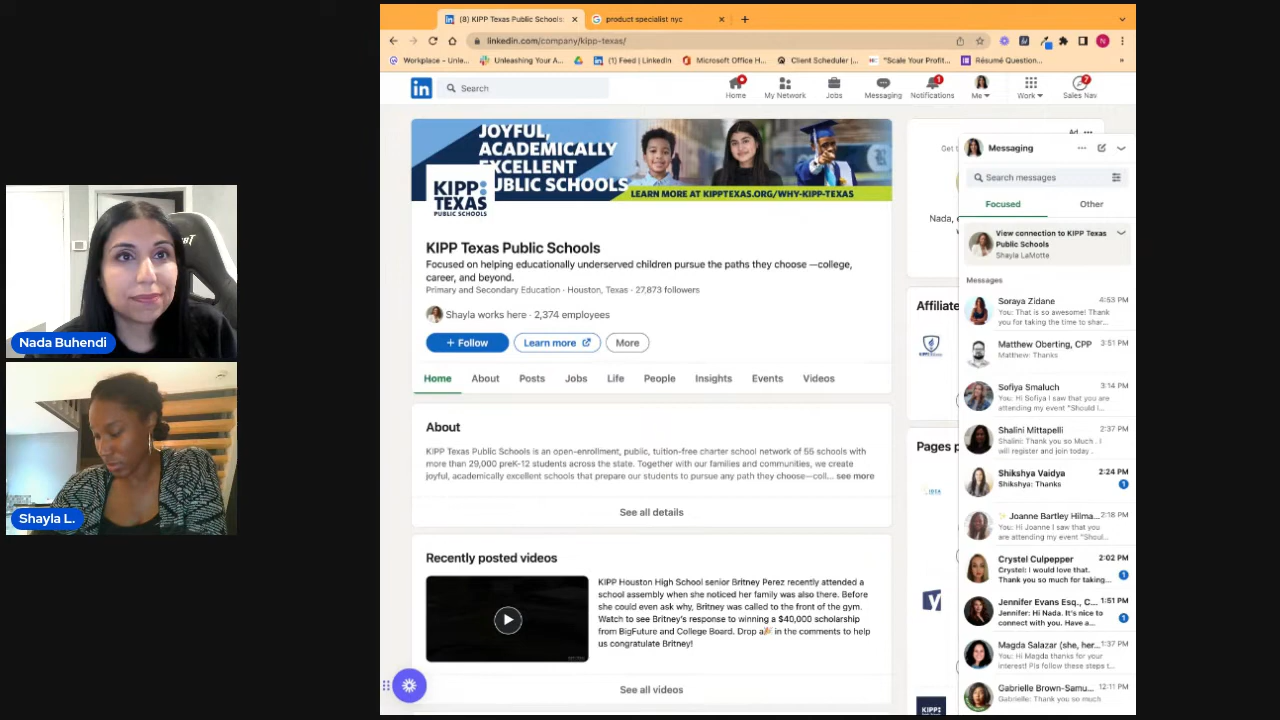 (8) KIPP Texas Public Schools:
product specialist nyc
linkedin.com/company/kipp-texas/
Workplace - Unle...
Unleashing Your A...
(1) Feed | LinkedIn
Microsoft Office H...
Client Scheduler |...
"Scale Your Profit...
Résumé Question...
Search
Home
My Network
Jobs
Messaging
Notifications
Me
Work
Sales Nav
JOYFUL,
ACADEMICALLY
EXCELLENT
PUBLIC SCHOOLS
LEARN MORE AT KIPPTEXAS.ORG/WHY-KIPP-TEXAS
KIPP:
TEXAS
PUBLIC SCHOOLS
KIPP Texas Public Schools
Focused on helping educationally underserved children pursue the paths they choose —college,
career, and beyond.
Primary and Secondary Education · Houston, Texas · 27,873 followers
Shayla works here · 2,374 employees
+ Follow
Learn more
More
Home
About
Posts
Jobs
Life
People
Insights
Events
Videos
About
KIPP Texas Public Schools is an open-enrollment, public, tuition-free charter school network of 55 schools with
more than 29,000 preK-12 students across the state. Together with our families and communities, we create
joyful, academically excellent schools that prepare our students to pursue any path they choose—coll... see more
See all details
Recently posted videos
KIPP Houston High School senior Britney Perez recently attended a
school assembly when she noticed her family was also there. Before
she could even ask why, Britney was called to the front of the gym.
Watch to see Britney's response to winning a $40,000 scholarship
from BigFuture and College Board. Drop a🎉 in the comments to help
us congratulate Britney!
See all videos
Ad ...
Get t
Nada, e
w
Affiliate
Pages p
IDEA
KIPP:
Messaging
Search messages
Focused
Other
View connection to KIPP Texas
Public Schools
Shayla LaMotte
Messages
Soraya Zidane 4:53 PM
You: That is so awesome! Thank
you for taking the time to shar...
Matthew Oberting, CPP 3:51 PM
Matthew: Thanks
Sofiya Smaluch 3:14 PM
You: Hi Sofiya I saw that you are
attending my event "Should I...
Shalini Mittapelli 2:37 PM
Shalini: Thank you so Much . I
will register and join today .
Shikshya Vaidya 2:24 PM
Shikshya: Thanks 1
✨ Joanne Bartley Hilma... 2:18 PM
You: Hi Joanne I saw that you
are attending my event "Shoul...
Crystel Culpepper 2:02 PM
Crystel: I would love that.
Thank you so much for taking... 1
Jennifer Evans Esq., C... 1:51 PM
Jennifer: Hi Nada. It's nice to
connect with you. Have a... 1
Magda Salazar (she, her... 1:37 PM
You: Hi Magda thanks for your
interest! Pls follow these steps t...
Gabrielle Brown-Samu... 12:11 PM
Gabrielle: Thank you so much
Nada Buhendi
Shayla L.